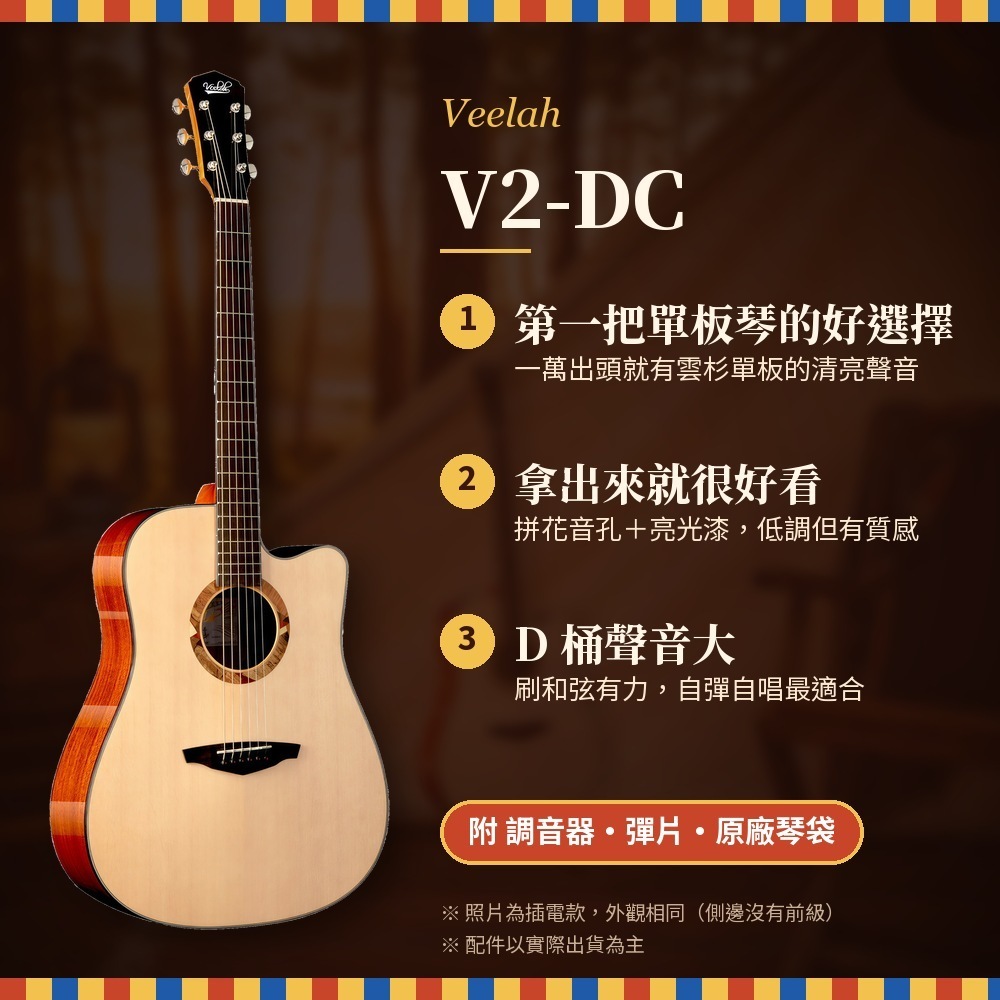 Veelah
Veelah
V2-DC
1 第一把單板琴的好選擇
一萬出頭就有雲杉單板的清亮聲音
2 拿出來就很好看
拼花音孔＋亮光漆，低調但有質感
3 D 桶聲音大
刷和弦有力，自彈自唱最適合
附 調音器・彈片・原廠琴袋
※ 照片為插電款，外觀相同（側邊沒有前級）
※ 配件以實際出貨為主